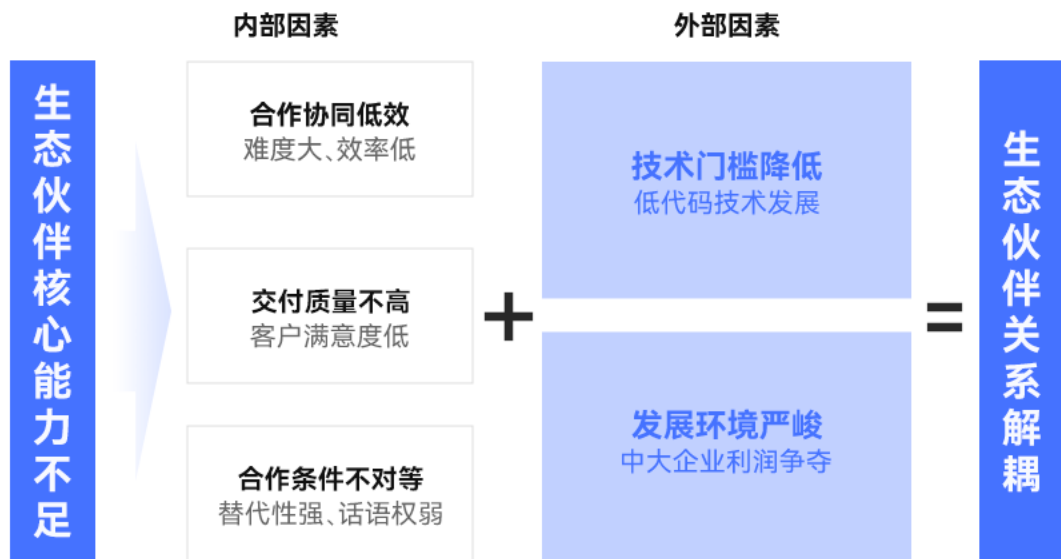 内部因素
外部因素
生态伙伴核心能力不足
合作协同低效
难度大、效率低
交付质量不高
客户满意度低
合作条件不对等
替代性强、话语权弱
+
技术门槛降低
低代码技术发展
发展环境严峻
中大企业利润争夺
=
生态伙伴关系解耦